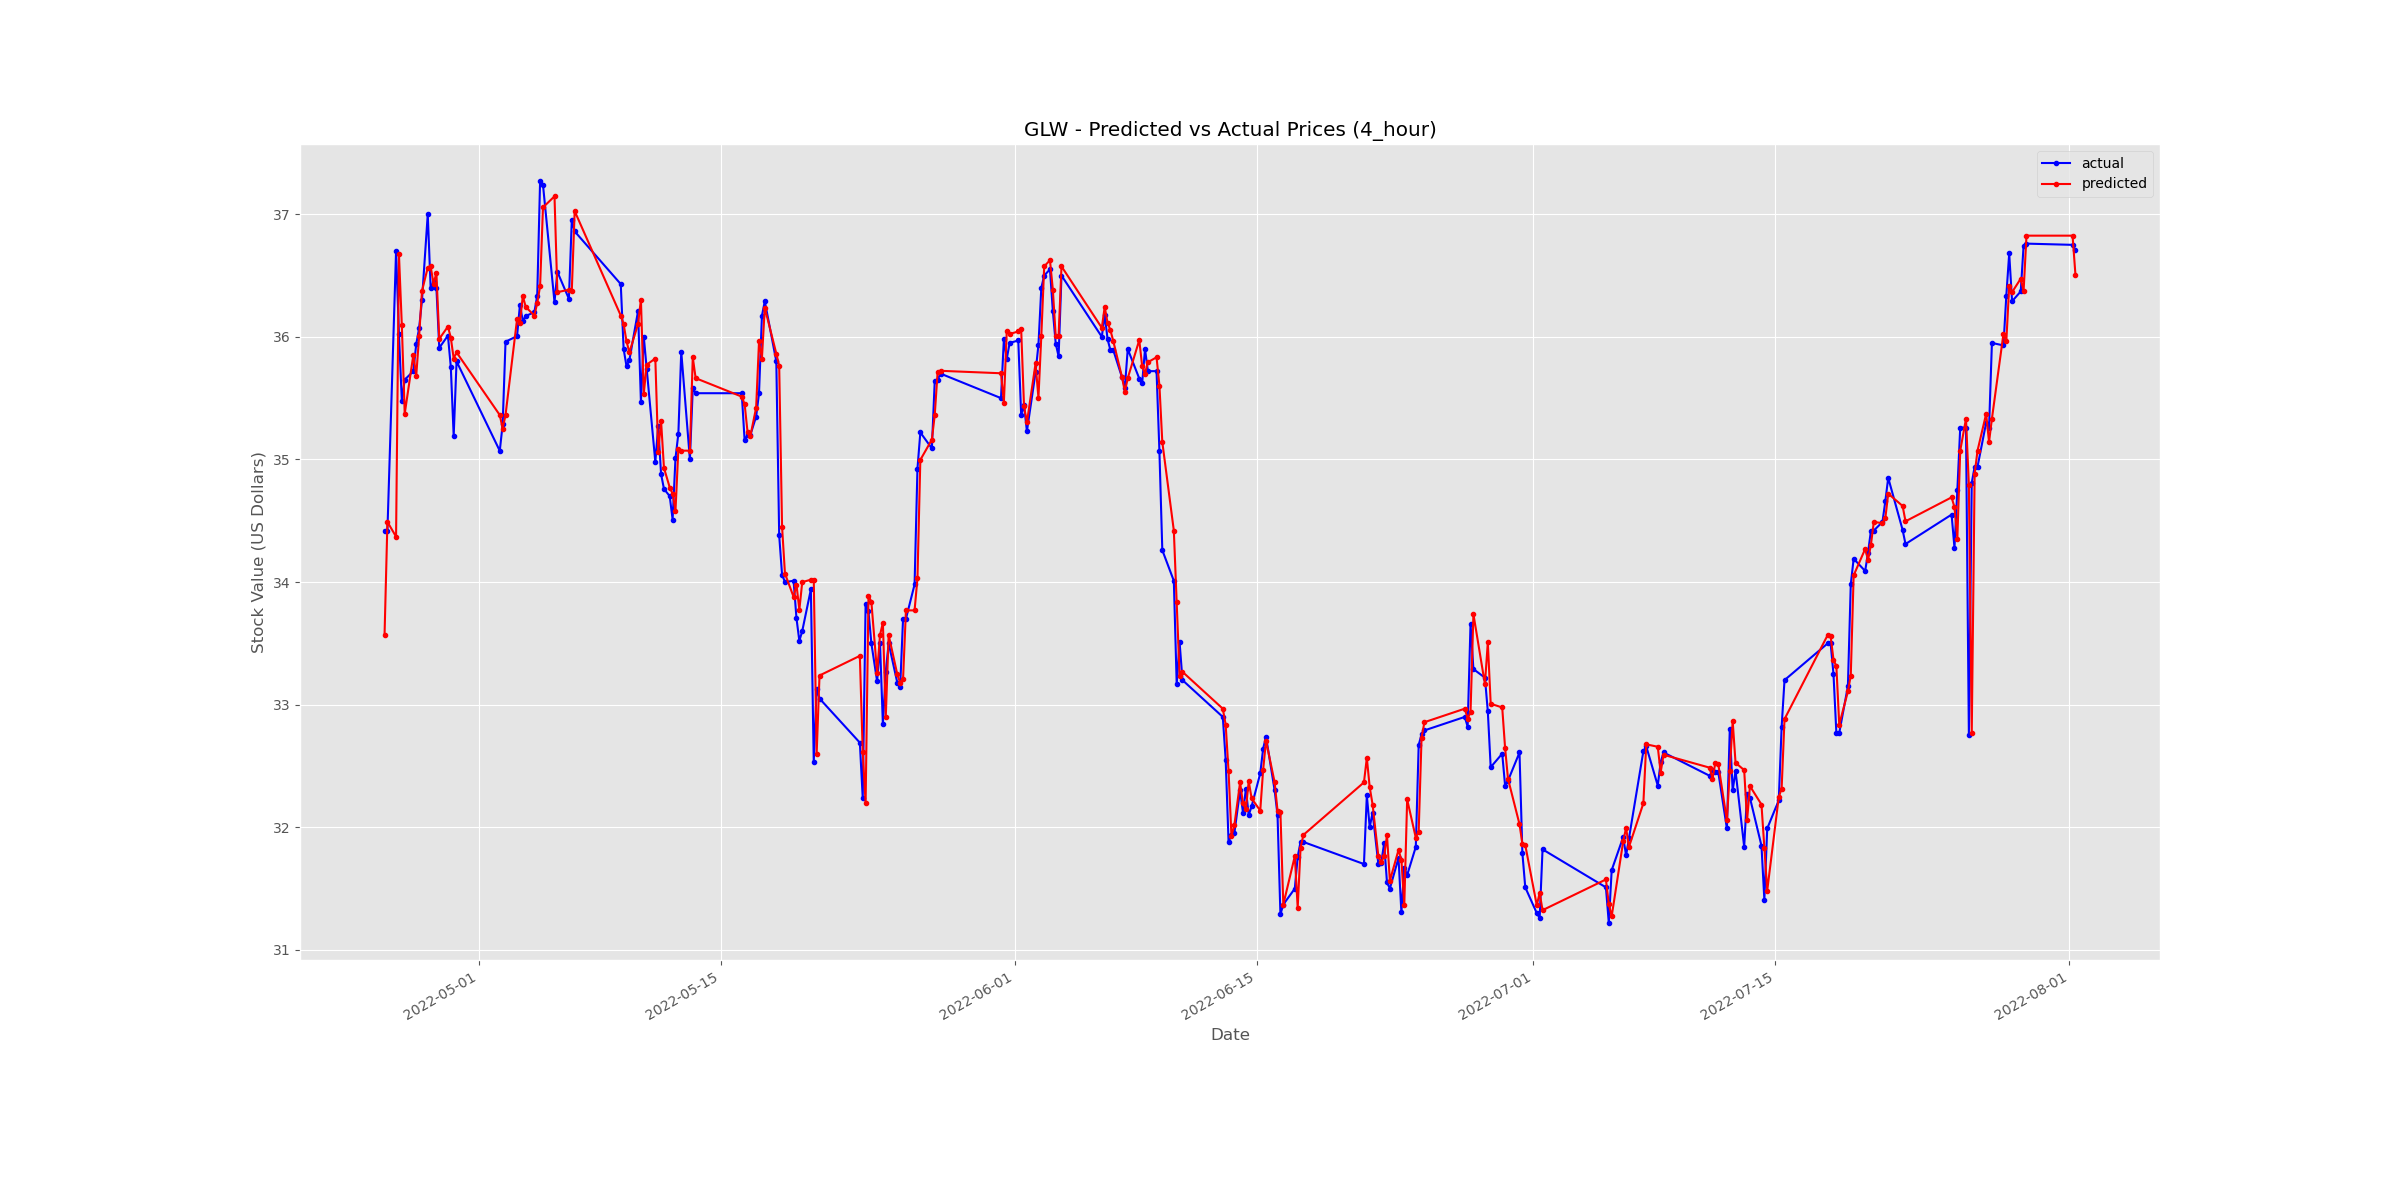 GLW - Predicted vs Actual Prices (4_hour)
actual
predicted
37
36
35
34
33
32
31
Stock Value (US Dollars)
2022-05-01
2022-05-15
2022-06-01
2022-06-15
2022-07-01
2022-07-15
2022-08-01
Date